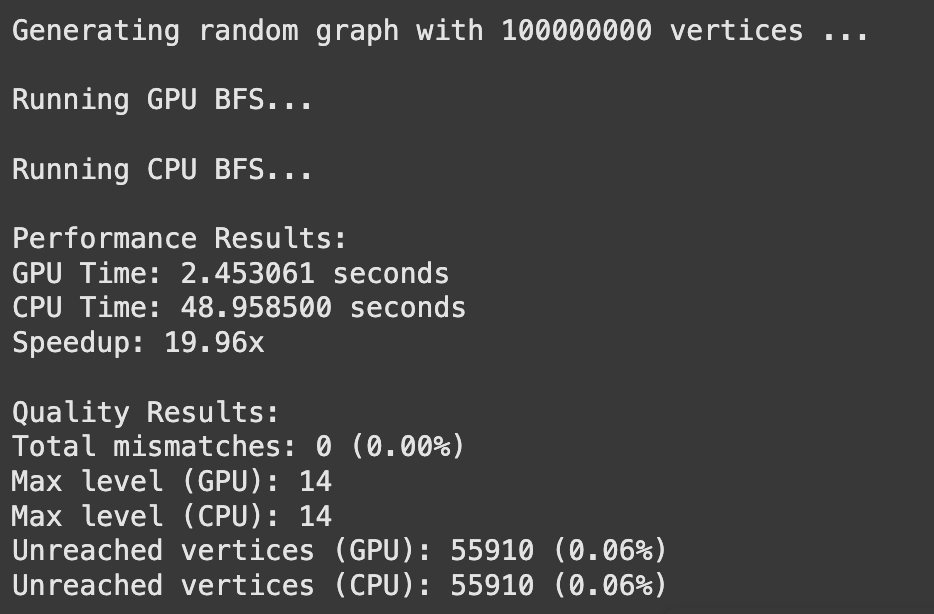 Generating random graph with 100000000 vertices ...
Running GPU BFS...
Running CPU BFS...
Performance Results:
GPU Time: 2.453061 seconds
CPU Time: 48.958500 seconds
Speedup: 19.96x
Quality Results:
Total mismatches: 0 (0.00%)
Max level (GPU): 14
Max level (CPU): 14
Unreached vertices (GPU): 55910 (0.06%)
Unreached vertices (CPU): 55910 (0.06%)